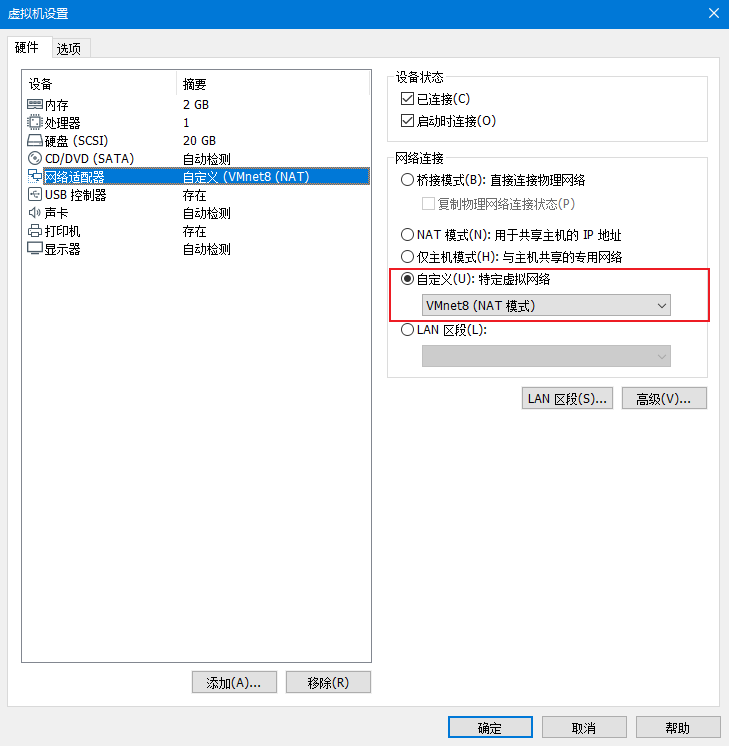 虚拟机设置
硬件 选项
设备 摘要
内存 2 GB
处理器 1
硬盘 (SCSI) 20 GB
CD/DVD (SATA) 自动检测
网络适配器 自定义 (VMnet8 (NAT)
USB 控制器 存在
声卡 自动检测
打印机 存在
显示器 自动检测
添加(A)... 移除(R)
设备状态
已连接(C)
启动时连接(O)
网络连接
桥接模式(B): 直接连接物理网络
复制物理网络连接状态(P)
NAT 模式(N): 用于共享主机的 IP 地址
仅主机模式(H): 与主机共享的专用网络
自定义(U): 特定虚拟网络
VMnet8 (NAT 模式)
LAN 区段(L):
LAN 区段(S)... 高级(V)...
确定 取消 帮助